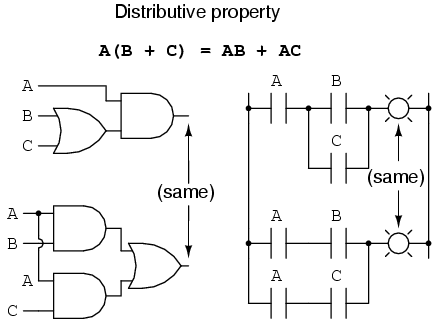 Distributive property
A(B + C) = AB + AC
A
B
C
(same)
A
B
A
C
A B
C
(same)
A B
A C